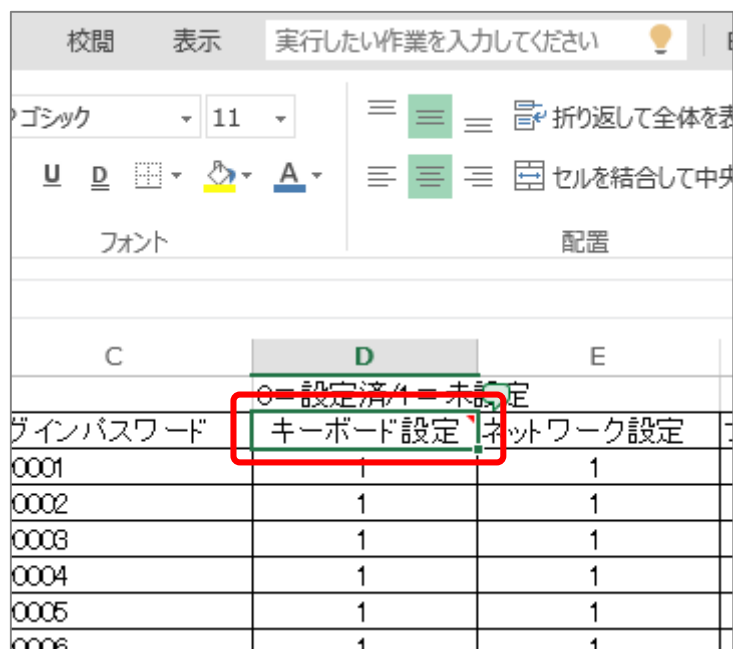 校閲 表示 実行したい作業を入力してください
ゴシック 11 折り返して全体を表
U D A セルを結合して中央
フォント 配置
C D E
0=設定済/1=未設定
グインパスワード キーボード設定 ネットワーク設定
0001 1 1
0002 1 1
0003 1 1
0004 1 1
0005 1 1
0006 1 1